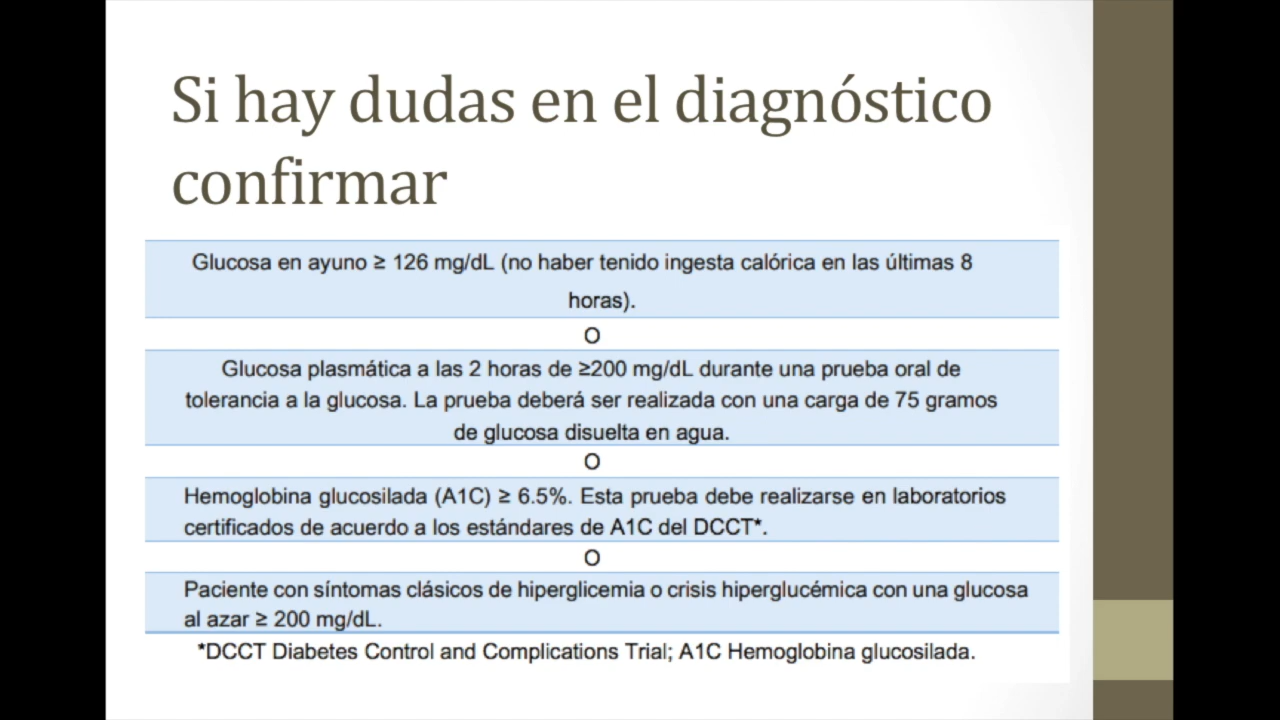 Si hay dudas en el diagnóstico
confirmar
Glucosa en ayuno ≥ 126 mg/dL (no haber tenido ingesta calórica en las últimas 8
horas).
O
Glucosa plasmática a las 2 horas de ≥200 mg/dL durante una prueba oral de
tolerancia a la glucosa. La prueba deberá ser realizada con una carga de 75 gramos
de glucosa disuelta en agua.
O
Hemoglobina glucosilada (A1C) ≥ 6.5%. Esta prueba debe realizarse en laboratorios
certificados de acuerdo a los estándares de A1C del DCCT*.
O
Paciente con síntomas clásicos de hiperglicemia o crisis hiperglucémica con una glucosa
al azar ≥ 200 mg/dL.
*DCCT Diabetes Control and Complications Trial; A1C Hemoglobina glucosilada.